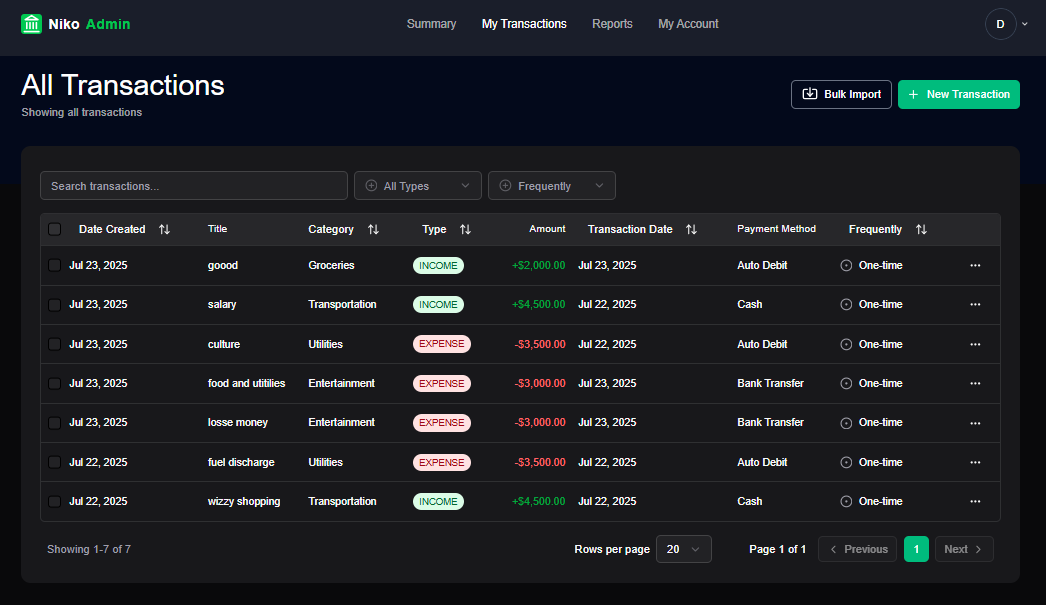 Niko Admin Summary My Transactions Reports My Account D
All Transactions
Showing all transactions
Bulk Import + New Transaction
Search transactions... All Types Frequently
Date Created Title Category Type Amount Transaction Date Payment Method Frequently
Jul 23, 2025 goood Groceries INCOME +$2,000.00 Jul 23, 2025 Auto Debit One-time ...
Jul 23, 2025 salary Transportation INCOME +$4,500.00 Jul 22, 2025 Cash One-time ...
Jul 23, 2025 culture Utilities EXPENSE -$3,500.00 Jul 22, 2025 Auto Debit One-time ...
Jul 23, 2025 food and utitilies Entertainment EXPENSE -$3,000.00 Jul 23, 2025 Bank Transfer One-time ...
Jul 23, 2025 losse money Entertainment EXPENSE -$3,000.00 Jul 23, 2025 Bank Transfer One-time ...
Jul 22, 2025 fuel discharge Utilities EXPENSE -$3,500.00 Jul 22, 2025 Auto Debit One-time ...
Jul 22, 2025 wizzy shopping Transportation INCOME +$4,500.00 Jul 22, 2025 Cash One-time ...
Showing 1-7 of 7 Rows per page 20 Page 1 of 1 Previous 1 Next